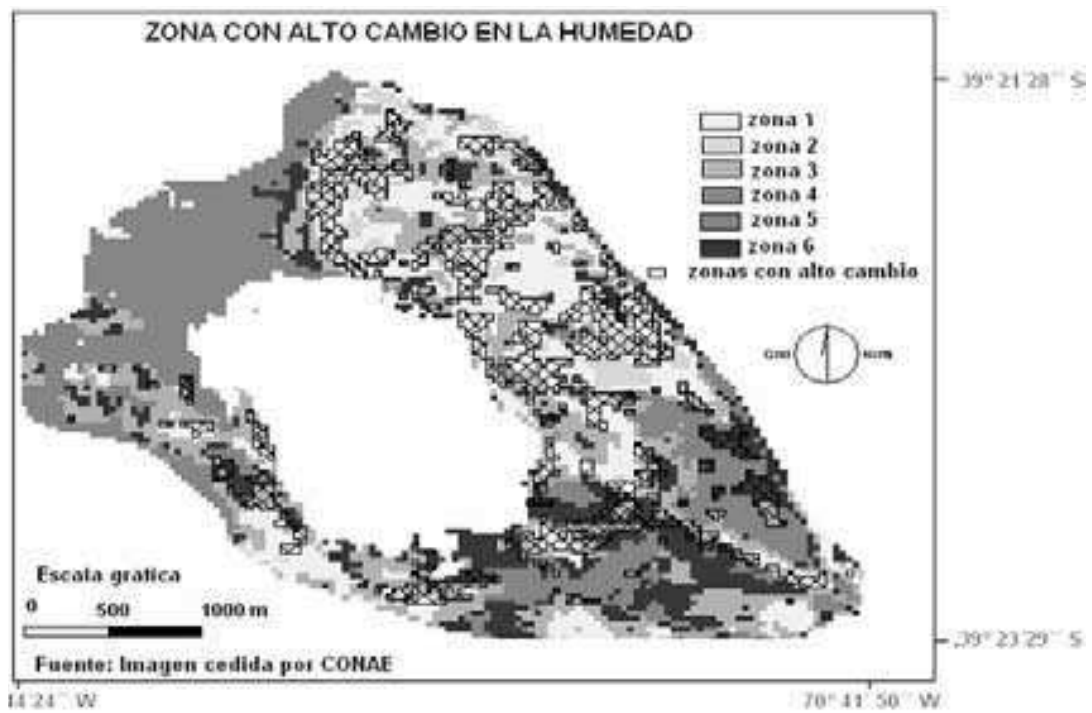 ZONA CON ALTO CAMBIO EN LA HUMEDAD
39° 21´28´´ S
zona 1
zona 2
zona 3
zona 4
zona 5
zona 6
zonas con alto cambio
Escala grafica
0 500 1000 m
Fuente: Imagen cedida por CONAE
39° 23´29´´ S
44´24´´ W
70° 41´50´´ W